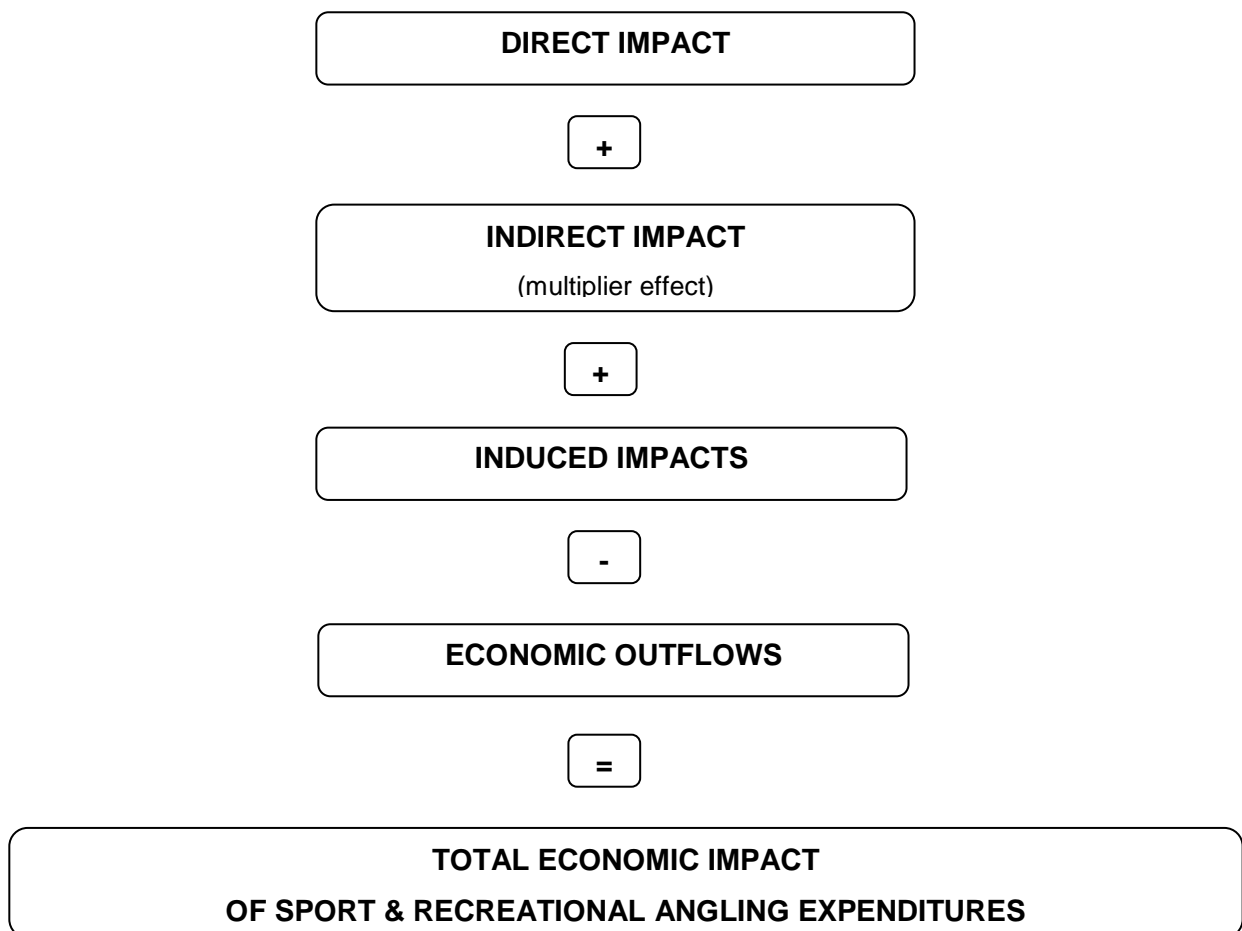 DIRECT IMPACT
+
INDIRECT IMPACT
(multiplier effect)
+
INDUCED IMPACTS
-
ECONOMIC OUTFLOWS
=
TOTAL ECONOMIC IMPACT
OF SPORT & RECREATIONAL ANGLING EXPENDITURES